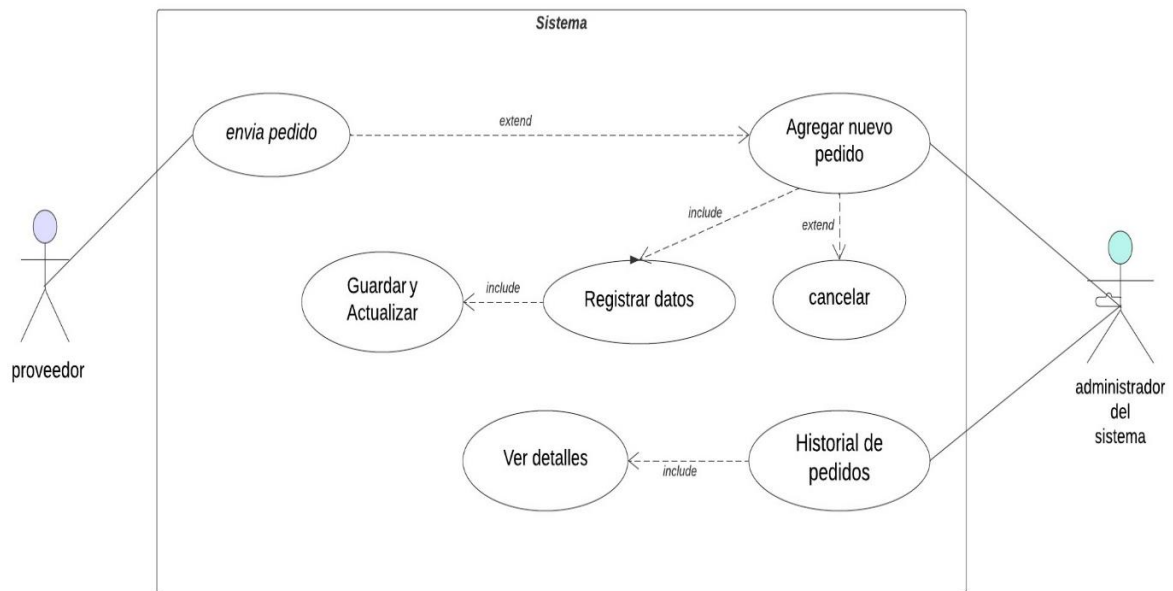 Sistema
envia pedido
extend
Agregar nuevo
pedido
include
extend
Guardar y
Actualizar
include
Registrar datos
cancelar
proveedor
administrador
del
sistema
Ver detalles
include
Historial de
pedidos